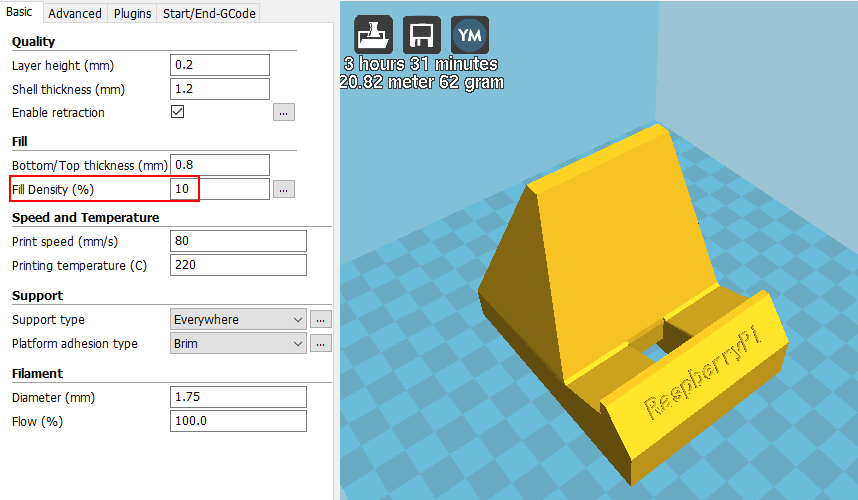 Basic Advanced Plugins Start/End-GCode
Quality
Layer height (mm) 0.2
Shell thickness (mm) 1.2
Enable retraction ...
Fill
Bottom/Top thickness (mm) 0.8
Fill Density (%) 10 ...
Speed and Temperature
Print speed (mm/s) 80
Printing temperature (C) 220
Support
Support type Everywhere ...
Platform adhesion type Brim ...
Filament
Diameter (mm) 1.75
Flow (%) 100.0
YM
3 hours 31 minutes
20.82 meter 62 gram
RaspberryPi